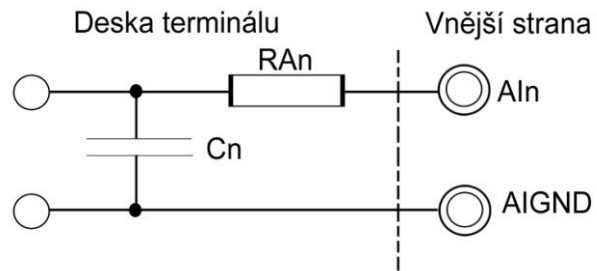 Deska terminálu
Vnější strana
RAn
AIn
Cn
AIGND